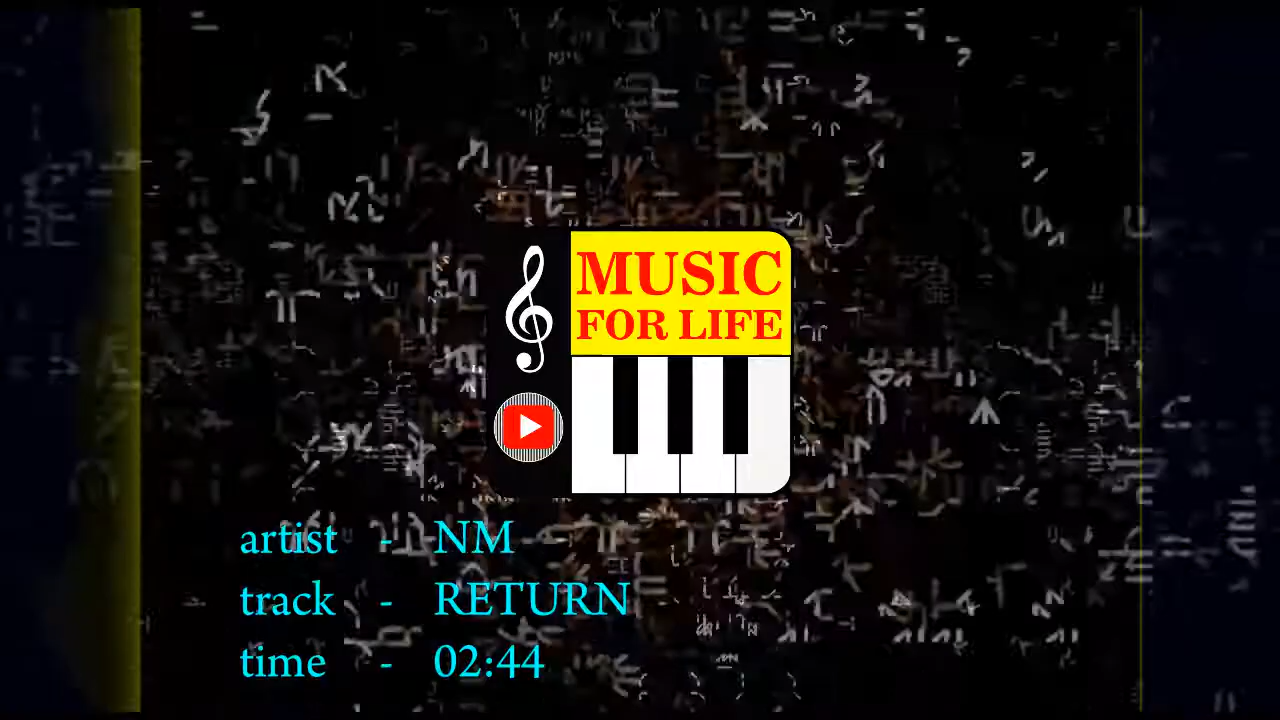 MUSIC
FOR LIFE
artist - NM
track - RETURN
time - 02:44